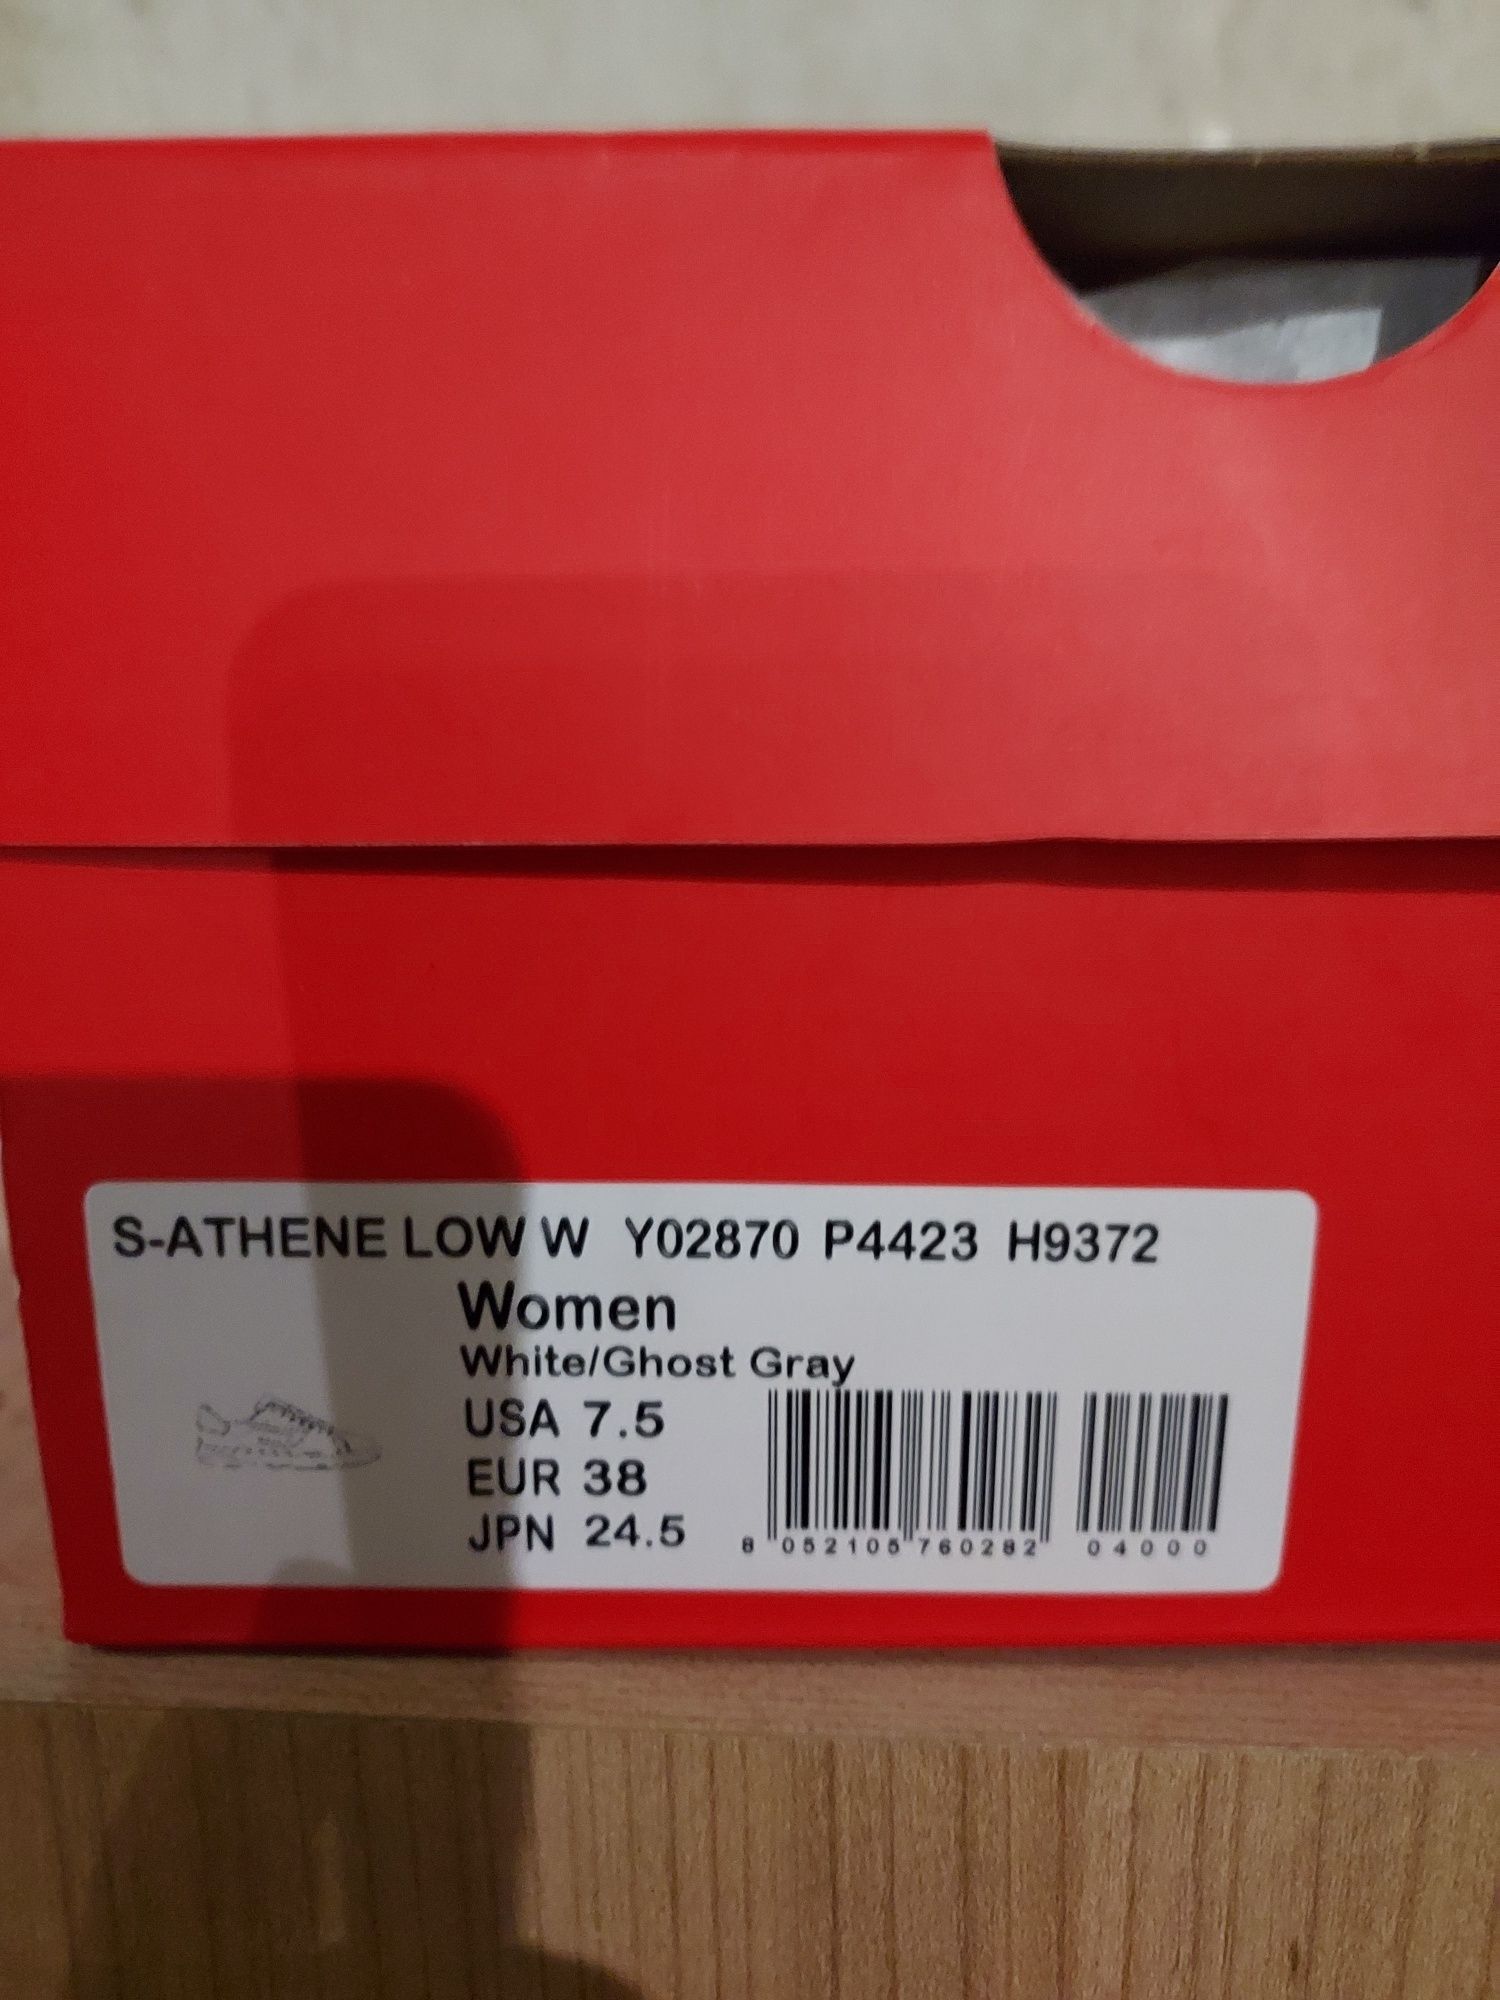 S-ATHENE LOW W Y02870 P4423 H9372
Women
White/Ghost Gray
USA 7.5
EUR 38
JPN 24.5
8 052105 760282 04000